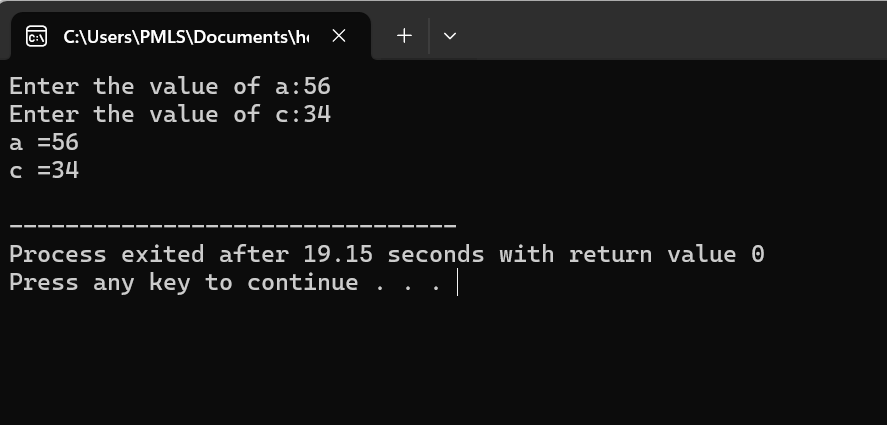 C:\Users\PMLS\Documents\h
Enter the value of a:56
Enter the value of c:34
a =56
c =34
--------------------------------
Process exited after 19.15 seconds with return value 0
Press any key to continue . . .